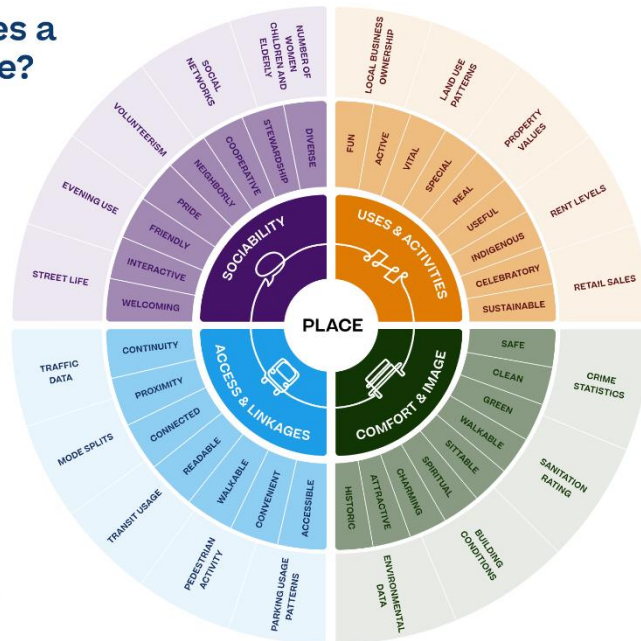 es a
e?
NUMBER OF
WOMEN
CHILDREN AND
ELDERLY
SOCIAL
NETWORKS
VOLUNTEERISM
EVENING USE
STREET LIFE
DIVERSE
STEWARDSHIP
COOPERATIVE
NEIGHBORLY
PRIDE
FRIENDLY
INTERACTIVE
WELCOMING
SOCIABILITY
LOCAL BUSINESS
OWNERSHIP
LAND USE
PATTERNS
PROPERTY
VALUES
RENT LEVELS
RETAIL SALES
FUN
ACTIVE
VITAL
SPECIAL
REAL
USEFUL
INDIGENOUS
CELEBRATORY
SUSTAINABLE
USES & ACTIVITIES
PLACE
TRAFFIC
DATA
MODE SPLITS
TRANSIT USAGE
PEDESTRIAN
ACTIVITY
PARKING USAGE
PATTERNS
CONTINUITY
PROXIMITY
CONNECTED
READABLE
WALKABLE
CONVENIENT
ACCESSIBLE
ACCESS & LINKAGES
COMFORT & IMAGE
SAFE
CLEAN
GREEN
WALKABLE
SITTABLE
SPIRITUAL
CHARMING
ATTRACTIVE
HISTORIC
CRIME
STATISTICS
SANITATION
RATING
BUILDING
CONDITIONS
ENVIRONMENTAL
DATA